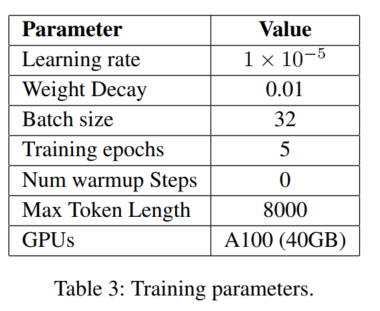 Parameter Value
Learning rate 1 × 10⁻⁵
Weight Decay 0.01
Batch size 32
Training epochs 5
Num warmup Steps 0
Max Token Length 8000
GPUs A100 (40GB)
Table 3: Training parameters.